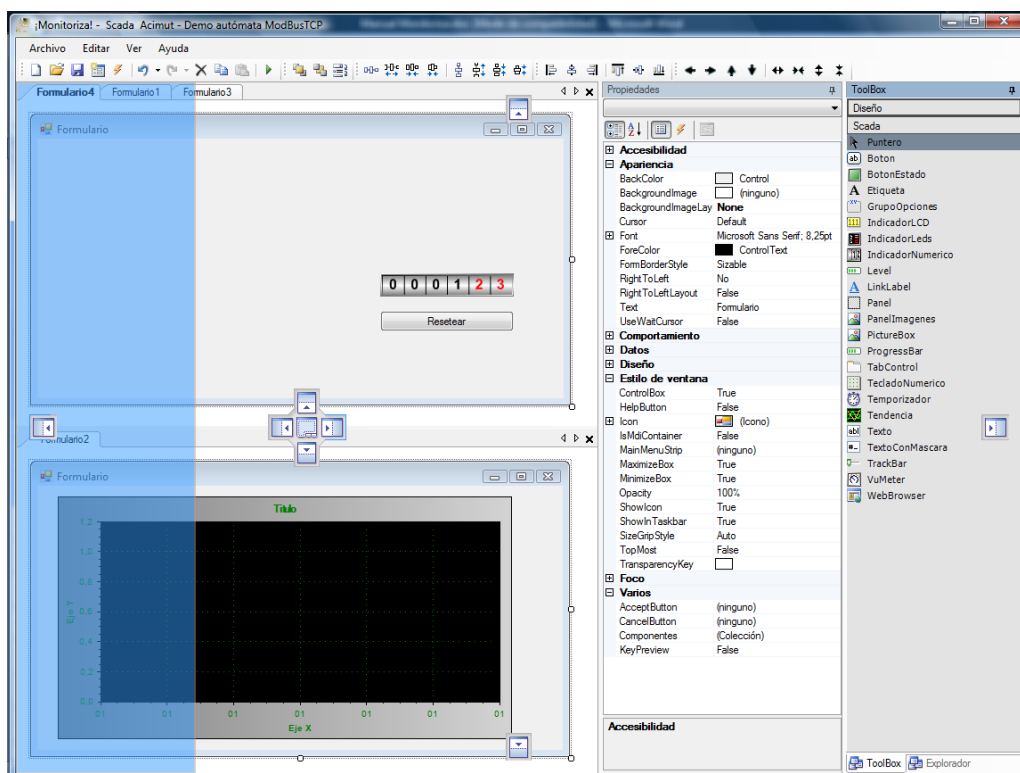 ¡Monitoriza! - Scada Acimut - Demo autómata ModBusTCP
Archivo Editar Ver Ayuda
Formulario4 Formulario1 Formulario3
Formulario
0 0 0 1 2 3
Resetear
Formulario2
Formulario
Titulo
1,2
1,0
0,8
0,6
0,4
0,2
0,0
Eje Y
01 01 01 01 01 01 01
Eje X
Propiedades
Accesibilidad
Apariencia
BackColor Control
BackgroundImage (ninguno)
BackgroundImageLay None
Cursor Default
Font Microsoft Sans Serif; 8,25pt
ForeColor ControlText
FormBorderStyle Sizable
RightToLeft No
RightToLeftLayout False
Text Formulario
UseWaitCursor False
Comportamiento
Datos
Diseño
Estilo de ventana
ControlBox True
HelpButton False
Icon (Icono)
IsMdiContainer False
MainMenuStrip (ninguno)
MaximizeBox True
MinimizeBox True
Opacity 100%
ShowIcon True
ShowInTaskbar True
SizeGripStyle Auto
TopMost False
TransparencyKey
Foco
Varios
AcceptButton (ninguno)
CancelButton (ninguno)
Componentes (Colección)
KeyPreview False
Accesibilidad
ToolBox
Diseño
Scada
Puntero
Boton
BotonEstado
Etiqueta
GrupoOpciones
IndicadorLCD
IndicadorLeds
IndicadorNumerico
Level
LinkLabel
Panel
PanelImagenes
PictureBox
ProgressBar
TabControl
TecladoNumerico
Temporizador
Tendencia
Texto
TextoConMascara
TrackBar
VuMeter
WebBrowser
ToolBox Explorador